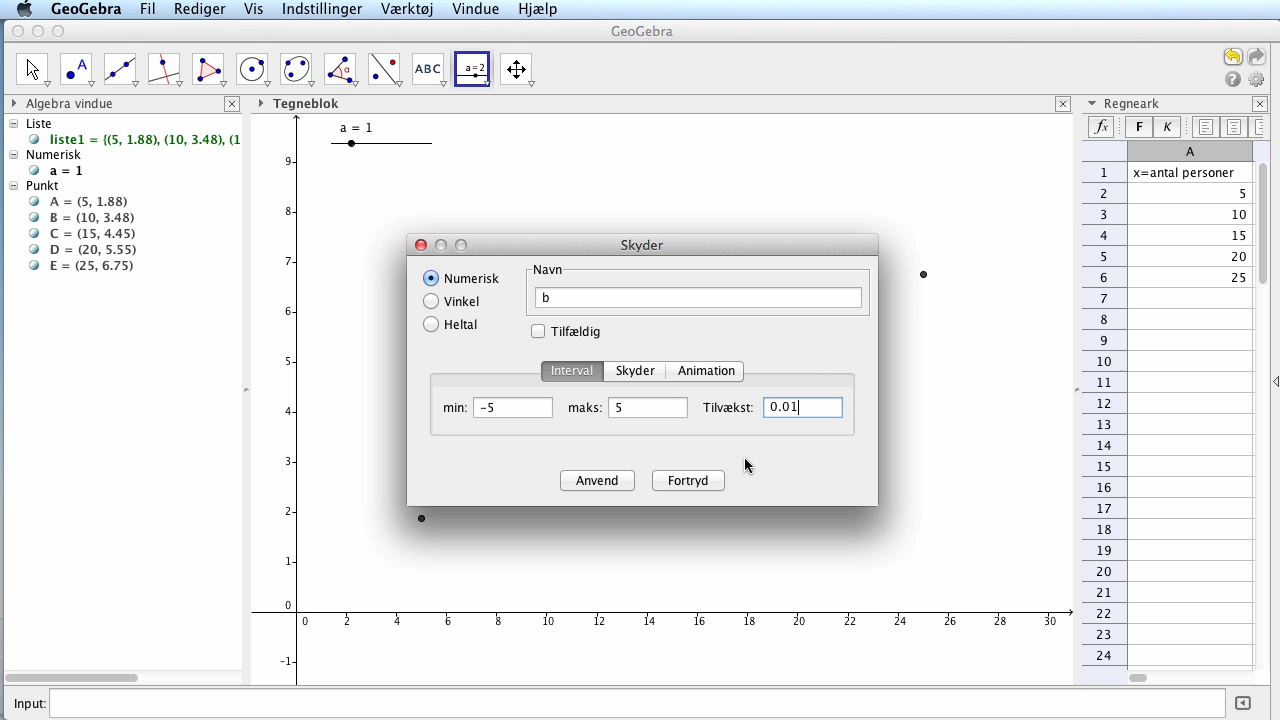 GeoGebra Fil Rediger Vis Indstillinger Værktøj Vindue Hjælp
GeoGebra
A ABC a = 2
Algebra vindue
Tegneblok
Regneark
Liste
liste1 = {(5, 1.88), (10, 3.48), (1
Numerisk
a = 1
Punkt
A = (5, 1.88)
B = (10, 3.48)
C = (15, 4.45)
D = (20, 5.55)
E = (25, 6.75)
a = 1
9
8
7
6
5
4
3
2
1
0
-1
0 2 4 6 8 10 12 14 16 18 20 22 24 26 28 30
Skyder
Numerisk
Vinkel
Heltal
Navn
b
Tilfældig
Interval Skyder Animation
min: -5 maks: 5 Tilvækst: 0.01
Anvend Fortryd
fx F K
A
1 x=antal personer
2 5
3 10
4 15
5 20
6 25
7
8
9
10
11
12
13
14
15
16
17
18
19
20
21
22
23
24
Input: